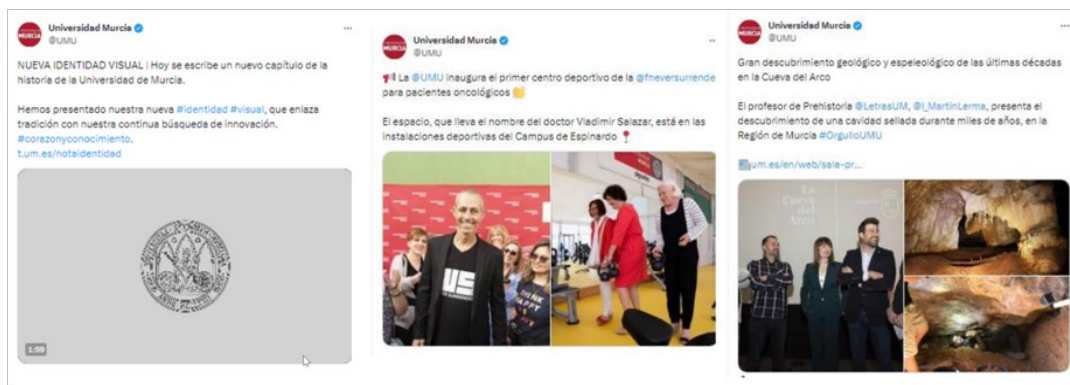 Universidad Murcia
@UMU
NUEVA IDENTIDAD VISUAL | Hoy se escribe un nuevo capítulo de la
historia de la Universidad de Murcia.
Hemos presentado nuestra nueva #identidad #visual, que enlaza
tradición con nuestra continua búsqueda de innovación.
#corazonyconocimiento.
t.um.es/notaidentidad
1:59
Universidad Murcia
@UMU
La @UMU inaugura el primer centro deportivo de la @fneversurrende
para pacientes oncológicos
El espacio, que lleva el nombre del doctor Vladimir Salazar, está en las
instalaciones deportivas del Campus de Espinardo
THINK
HAPPY
Universidad Murcia
@UMU
Gran descubrimiento geológico y espeleológico de las últimas décadas
en la Cueva del Arco
El profesor de Prehistoria @LetrasUM, @I_MartinLerma, presenta el
descubrimiento de una cavidad sellada durante miles de años, en la
Región de Murcia #OrgulloUMU
um.es/en/web/sala-pr...
La
Cueva
del
Arco